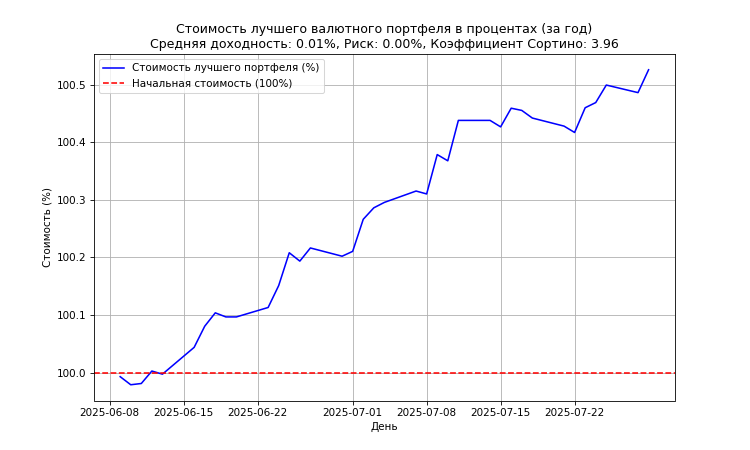 Стоимость лучшего валютного портфеля в процентах (за год)
Средняя доходность: 0.01%, Риск: 0.00%, Коэффициент Сортино: 3.96
Стоимость лучшего портфеля (%)
Начальная стоимость (100%)
Стоимость (%)
100.5
100.4
100.3
100.2
100.1
100.0
2025-06-08 2025-06-15 2025-06-22 2025-07-01 2025-07-08 2025-07-15 2025-07-22
День